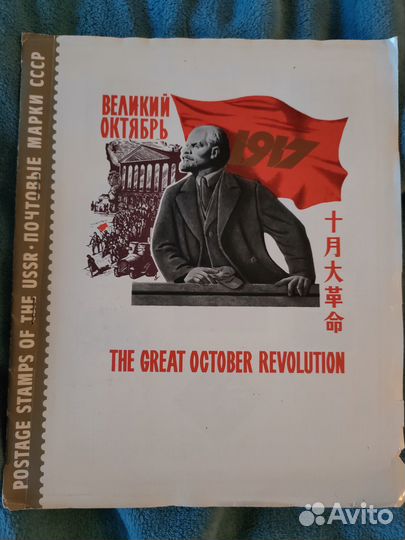 POSTAGE STAMPS OF THE USSR · ПОЧТОВЫЕ МАРКИ СССР
ВЕЛИКИЙ
ОКТЯБРЬ
1917
十月大革命
THE GREAT OCTOBER REVOLUTION
Avito